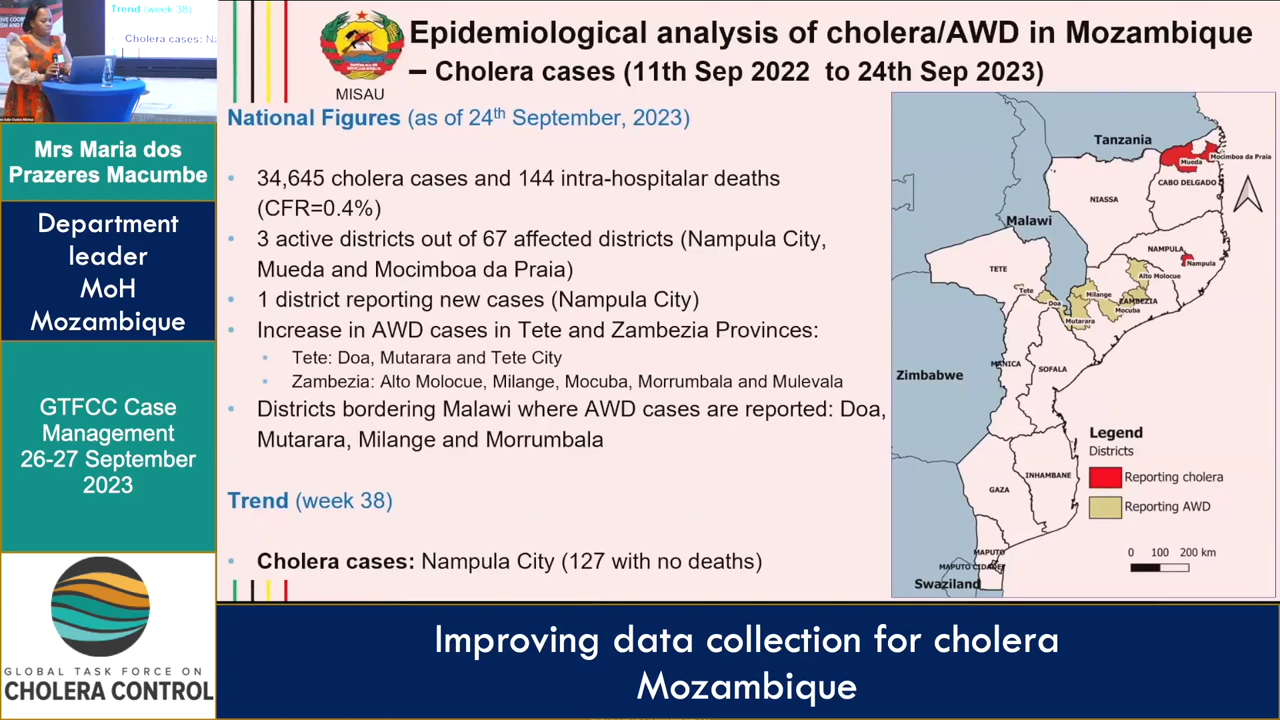 Trend (week 38)
Cholera cases: Na
Mrs Maria dos
Prazeres Macumbe
Department
leader
MoH
Mozambique
GTFCC Case
Management
26-27 September
2023
GLOBAL TASK FORCE ON
CHOLERA CONTROL
MISAU
Epidemiological analysis of cholera/AWD in Mozambique
– Cholera cases (11th Sep 2022 to 24th Sep 2023)
National Figures (as of 24th September, 2023)
• 34,645 cholera cases and 144 intra-hospitalar deaths
(CFR=0.4%)
• 3 active districts out of 67 affected districts (Nampula City,
Mueda and Mocimboa da Praia)
• 1 district reporting new cases (Nampula City)
• Increase in AWD cases in Tete and Zambezia Provinces:
• Tete: Doa, Mutarara and Tete City
• Zambezia: Alto Molocue, Milange, Mocuba, Morrumbala and Mulevala
• Districts bordering Malawi where AWD cases are reported: Doa,
Mutarara, Milange and Morrumbala
Trend (week 38)
• Cholera cases: Nampula City (127 with no deaths)
Tanzania
Mocimboa da Praia
Mueda
CABO DELGADO
NIASSA
Malawi
NAMPULA
Nampula
TETE
Alto Molocue
Tete
Doa
Milange
ZAMBEZIA
Mocuba
Mutarara
MANICA
SOFALA
Zimbabwe
Legend
Districts
Reporting cholera
Reporting AWD
INHAMBANE
GAZA
MAPUTO
MAPUTO CIDADE
Swaziland
0 100 200 km
Improving data collection for cholera
Mozambique